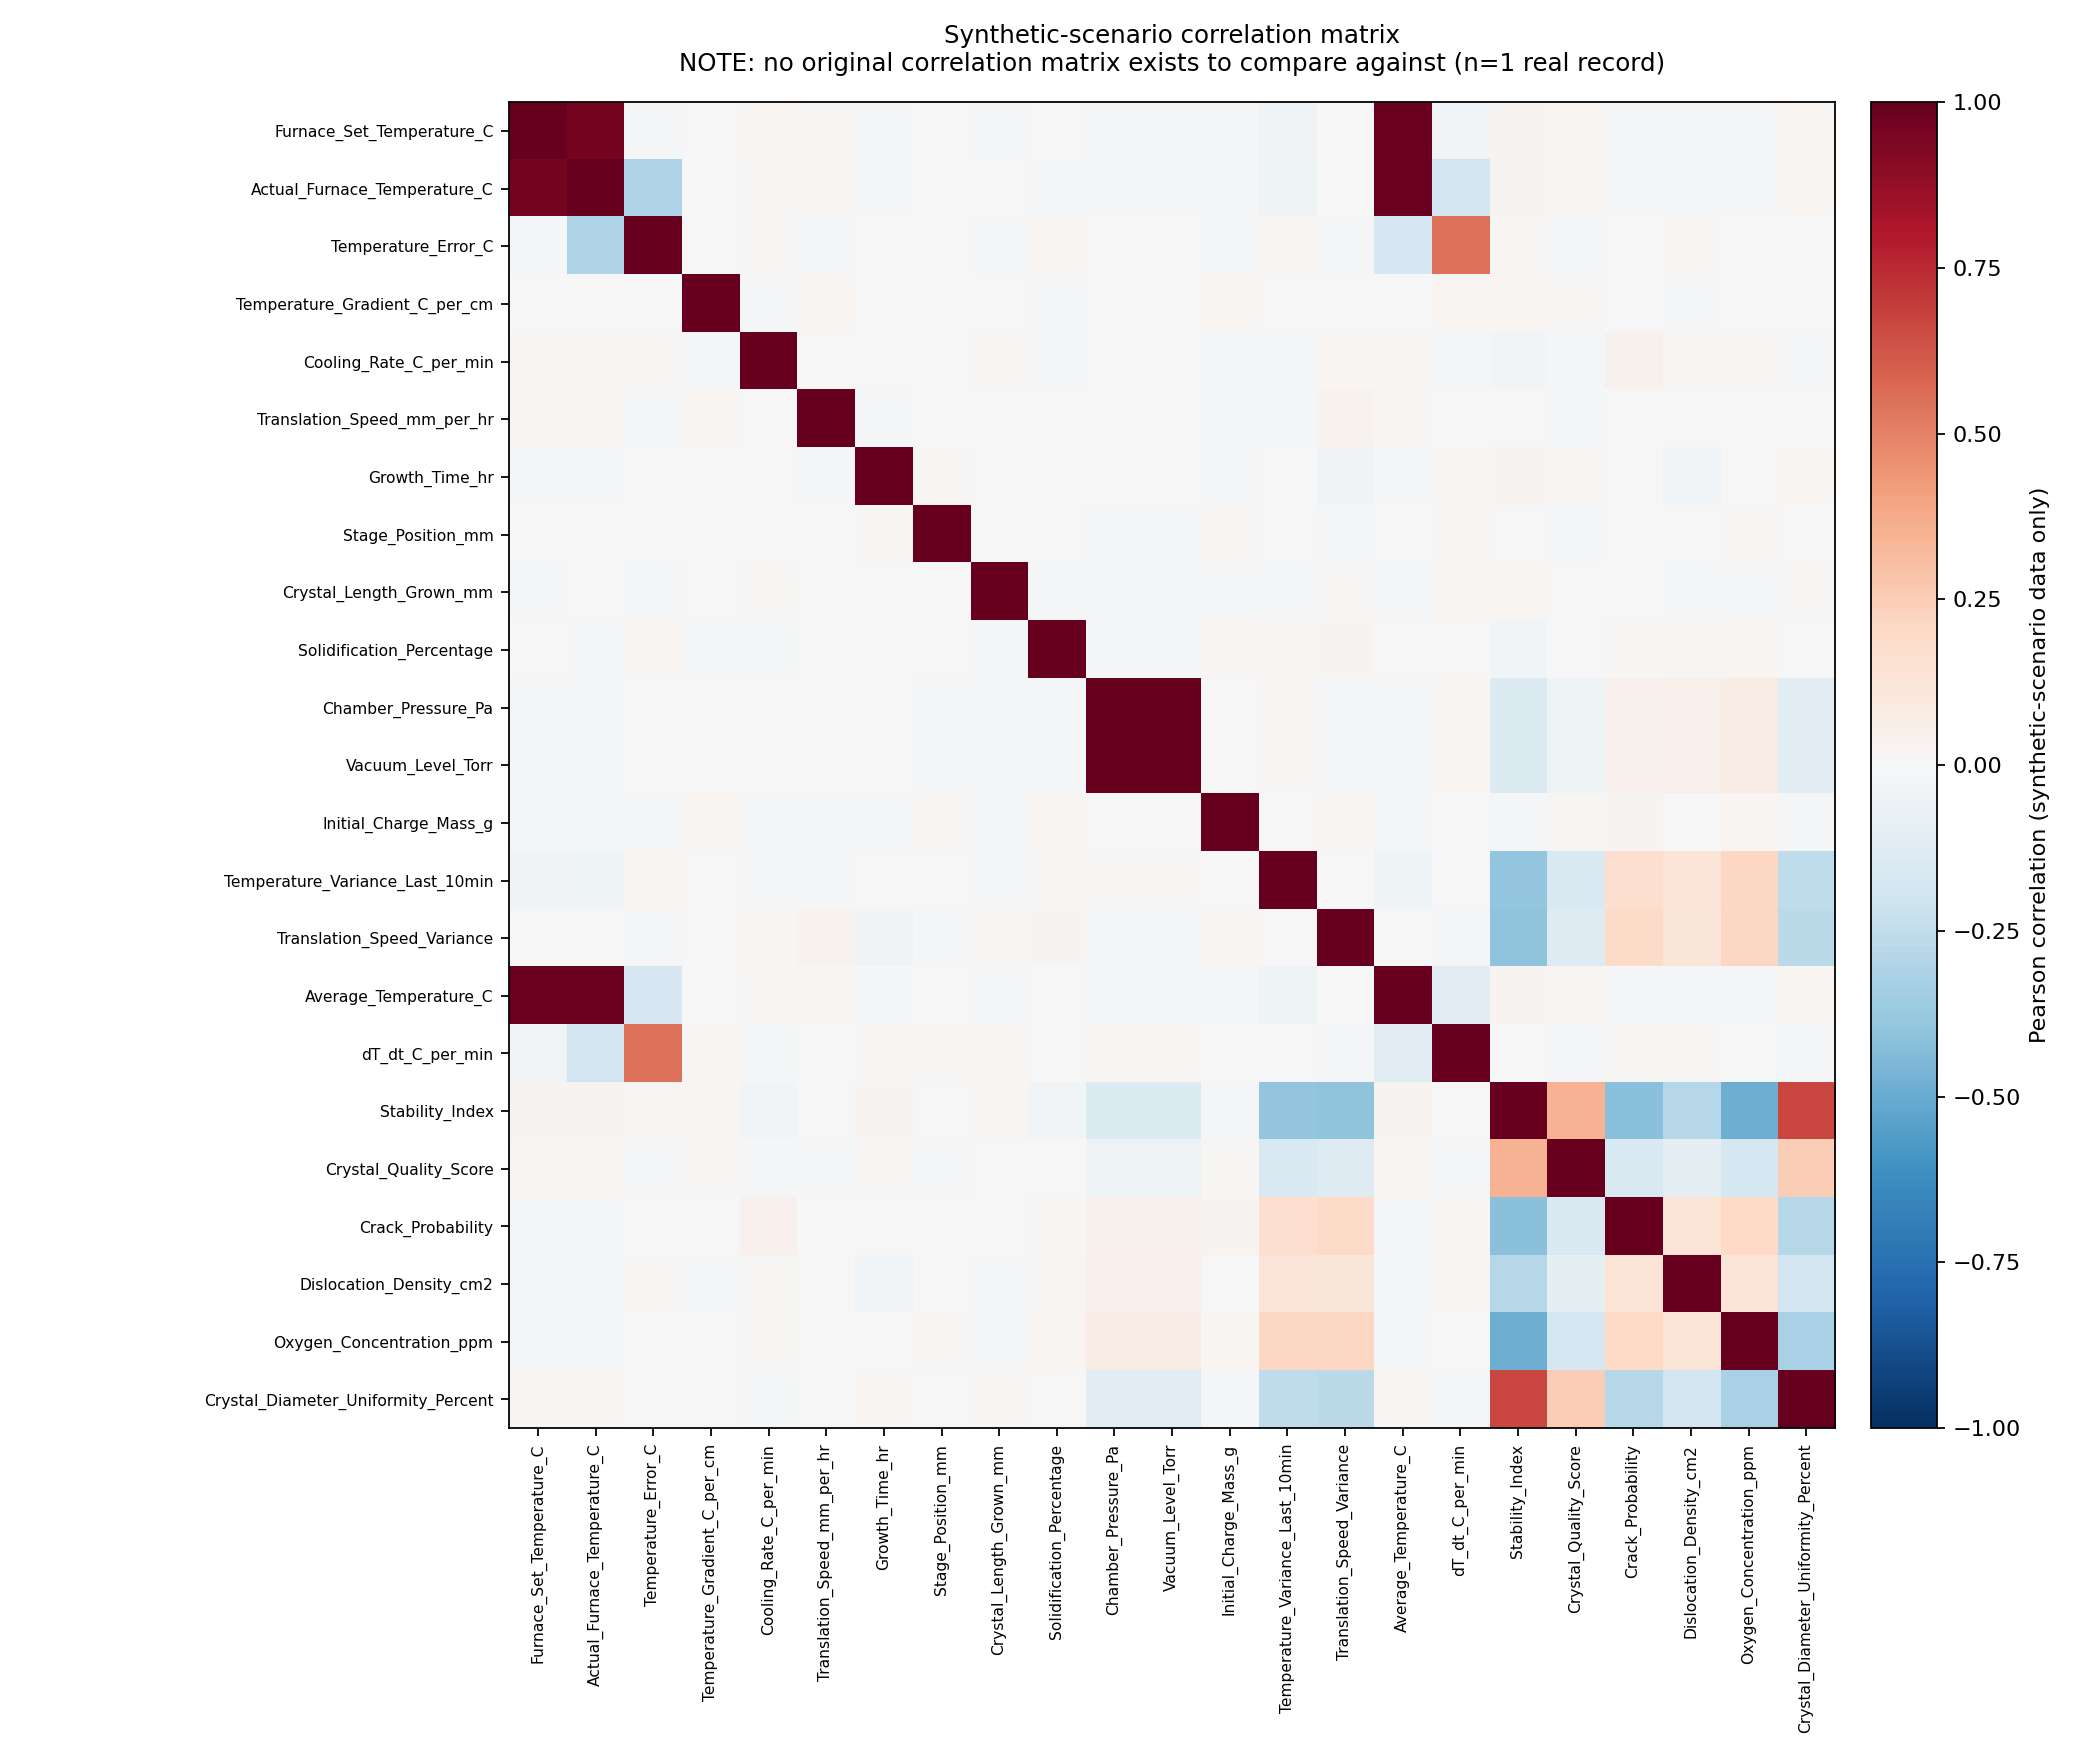 Synthetic-scenario correlation matrix
NOTE: no original correlation matrix exists to compare against (n=1 real record)
Furnace_Set_Temperature_C
Actual_Furnace_Temperature_C
Temperature_Error_C
Temperature_Gradient_C_per_cm
Cooling_Rate_C_per_min
Translation_Speed_mm_per_hr
Growth_Time_hr
Stage_Position_mm
Crystal_Length_Grown_mm
Solidification_Percentage
Chamber_Pressure_Pa
Vacuum_Level_Torr
Initial_Charge_Mass_g
Temperature_Variance_Last_10min
Translation_Speed_Variance
Average_Temperature_C
dT_dt_C_per_min
Stability_Index
Crystal_Quality_Score
Crack_Probability
Dislocation_Density_cm2
Oxygen_Concentration_ppm
Crystal_Diameter_Uniformity_Percent
Furnace_Set_Temperature_C
Actual_Furnace_Temperature_C
Temperature_Error_C
Temperature_Gradient_C_per_cm
Cooling_Rate_C_per_min
Translation_Speed_mm_per_hr
Growth_Time_hr
Stage_Position_mm
Crystal_Length_Grown_mm
Solidification_Percentage
Chamber_Pressure_Pa
Vacuum_Level_Torr
Initial_Charge_Mass_g
Temperature_Variance_Last_10min
Translation_Speed_Variance
Average_Temperature_C
dT_dt_C_per_min
Stability_Index
Crystal_Quality_Score
Crack_Probability
Dislocation_Density_cm2
Oxygen_Concentration_ppm
Crystal_Diameter_Uniformity_Percent
1.00
0.75
0.50
0.25
0.00
−0.25
−0.50
−0.75
−1.00
Pearson correlation (synthetic-scenario data only)